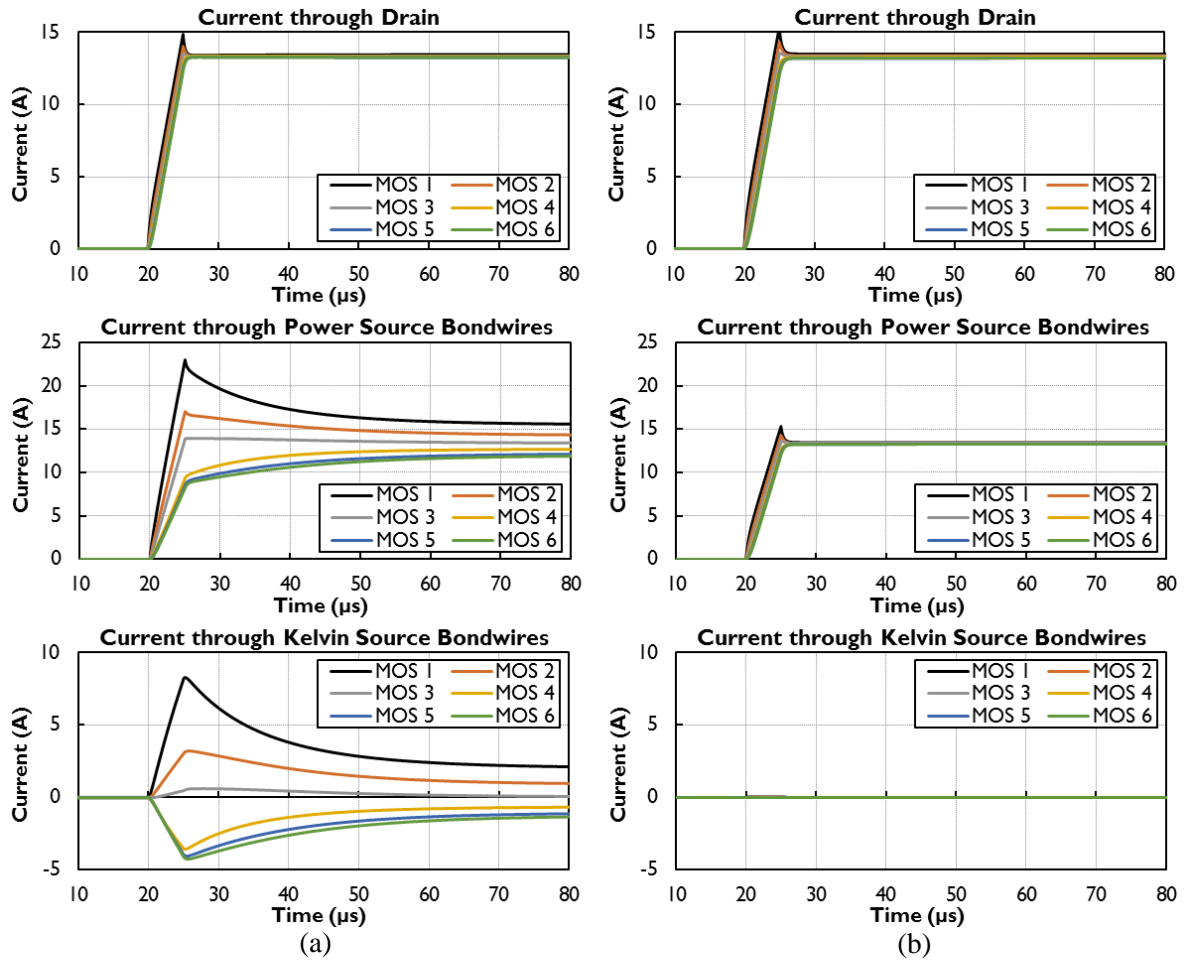 Current through Drain
Current (A)
15
10
5
0
MOS 1 MOS 2
MOS 3 MOS 4
MOS 5 MOS 6
10 20 30 40 50 60 70 80
Time (µs)
Current through Power Source Bondwires
Current (A)
25
20
15
10
5
0
MOS 1 MOS 2
MOS 3 MOS 4
MOS 5 MOS 6
10 20 30 40 50 60 70 80
Time (µs)
Current through Kelvin Source Bondwires
Current (A)
10
5
0
-5
MOS 1 MOS 2
MOS 3 MOS 4
MOS 5 MOS 6
10 20 30 40 50 60 70 80
Time (µs)
(a)
Current through Drain
Current (A)
15
10
5
0
MOS 1 MOS 2
MOS 3 MOS 4
MOS 5 MOS 6
10 20 30 40 50 60 70 80
Time (µs)
Current through Power Source Bondwires
Current (A)
25
20
15
10
5
0
MOS 1 MOS 2
MOS 3 MOS 4
MOS 5 MOS 6
10 20 30 40 50 60 70 80
Time (µs)
Current through Kelvin Source Bondwires
Current (A)
10
5
0
-5
MOS 1 MOS 2
MOS 3 MOS 4
MOS 5 MOS 6
10 20 30 40 50 60 70 80
Time (µs)
(b)